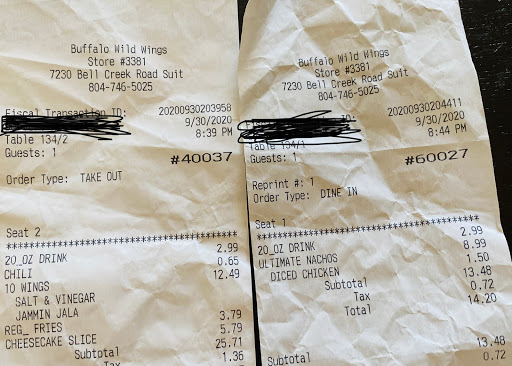 Buffalo Wild Wings
Store #3381
7230 Bell Creek Road Suit
804-746-5025
Fiscal Transaction ID:
20200930203958
9/30/2020
8:39 PM
Table 134/2
Guests: 1
#40037
Order Type: TAKE OUT
Seat 2
****************************************
20_OZ DRINK 2.99
CHILI 0.65
10 WINGS 12.49
SALT & VINEGAR
JAMMIN JALA
REG_ FRIES 3.79
CHEESECAKE SLICE 5.79
Subtotal 25.71
Tax 1.36
Buffalo Wild Wings
Store #3381
7230 Bell Creek Road Suit
804-746-5025
20200930204411
9/30/2020
8:44 PM
Table 134/1
Guests: 1
#60027
Reprint #: 1
Order Type: DINE IN
Seat 1
****************************************
20_OZ DRINK 2.99
ULTIMATE NACHOS 8.99
DICED CHICKEN 1.50
Subtotal 13.48
Tax 0.72
Total 14.20
Subtotal 13.48
0.72